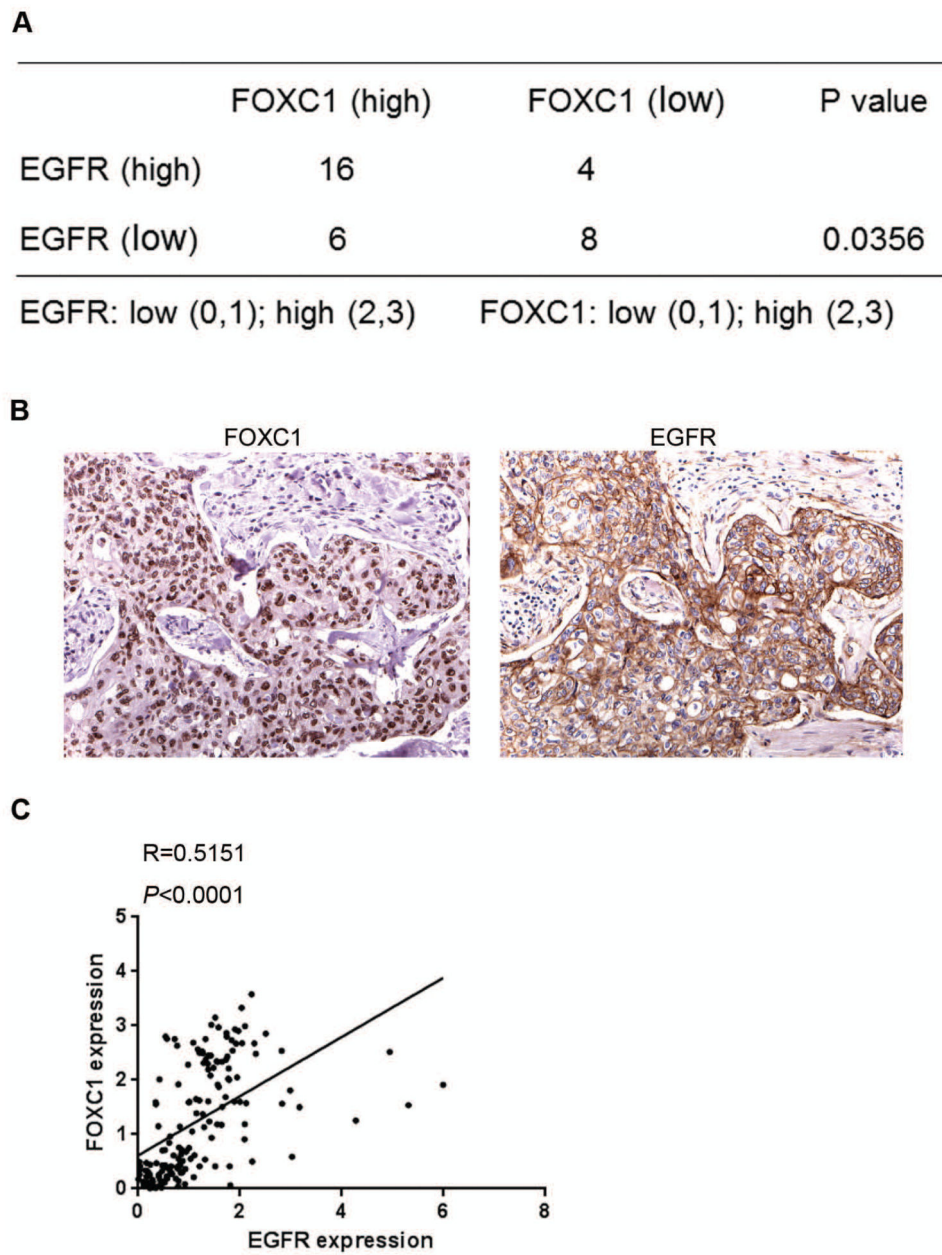 A
FOXC1 (high) FOXC1 (low) P value
EGFR (high) 16 4
EGFR (low) 6 8 0.0356
EGFR: low (0,1); high (2,3) FOXC1: low (0,1); high (2,3)
B
FOXC1 EGFR
C
R=0.5151
P<0.0001
5
4
3
2
1
0
FOXC1 expression
0 2 4 6 8
EGFR expression